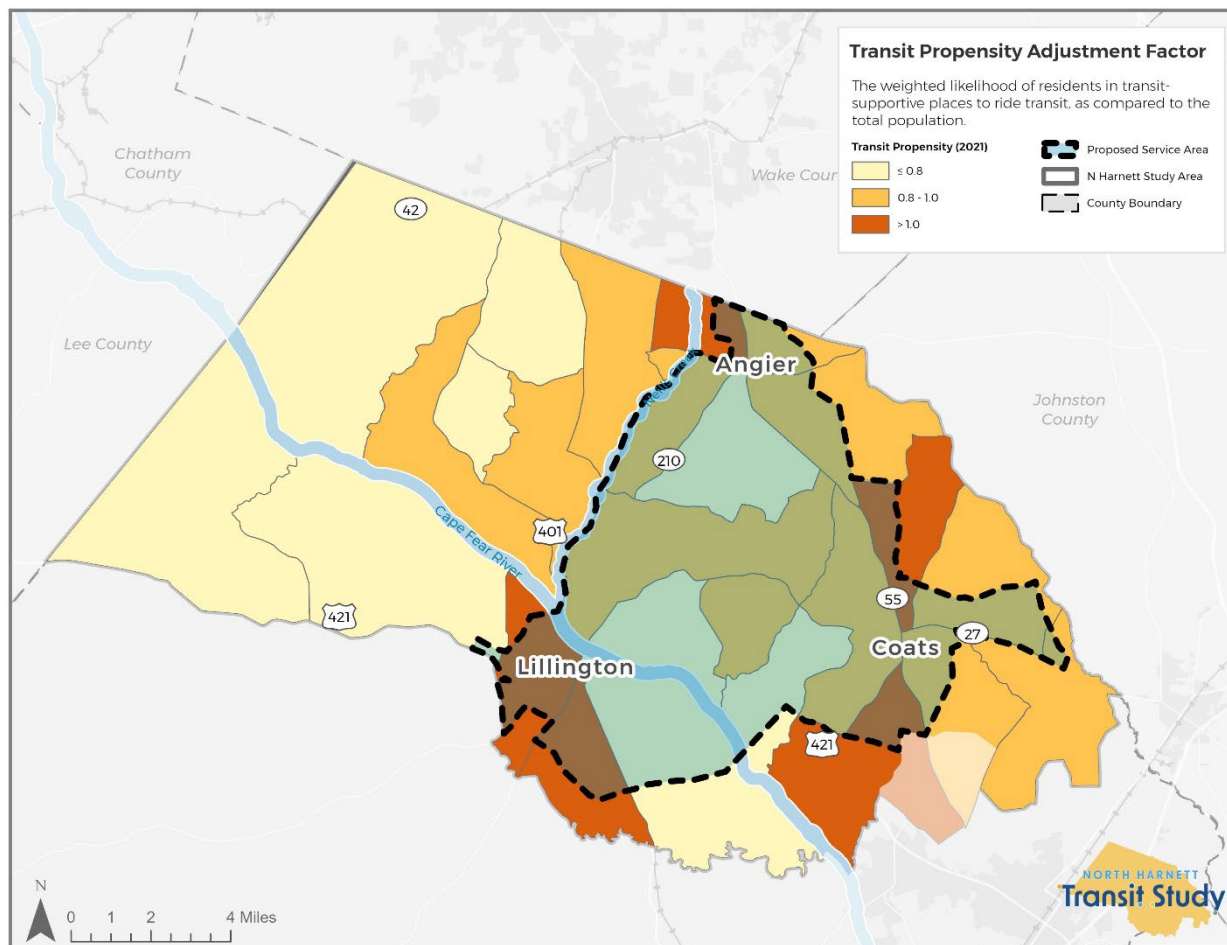 Transit Propensity Adjustment Factor
The weighted likelihood of residents in transit-
supportive places to ride transit, as compared to the
total population.
Transit Propensity (2021)
≤ 0.8
0.8 - 1.0
> 1.0
Proposed Service Area
N Harnett Study Area
County Boundary
Chatham
County
Wake Cour
42
Lee County
Angier
Johnston
County
210
401
Cape Fear River
421
55
27
Lillington
Coats
421
N
0 1 2 4 Miles
NORTH HARNETT
Transit Study